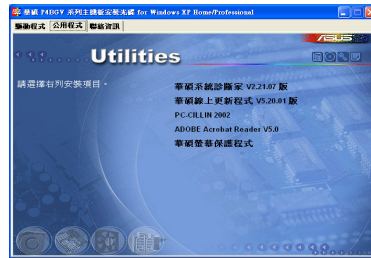 華碩 P4BGV 系列主機板安裝光碟 for Windows XP Home/Professional
驅動程式 公用程式 聯絡資訊
ASUS
Utilities
請選擇右列安裝項目。
華碩系統診斷家 V2.21.07 版
華碩線上更新程式 V5.20.01 版
PC-CILLIN 2002
ADOBE Acrobat Reader V5.0
華碩螢幕保護程式